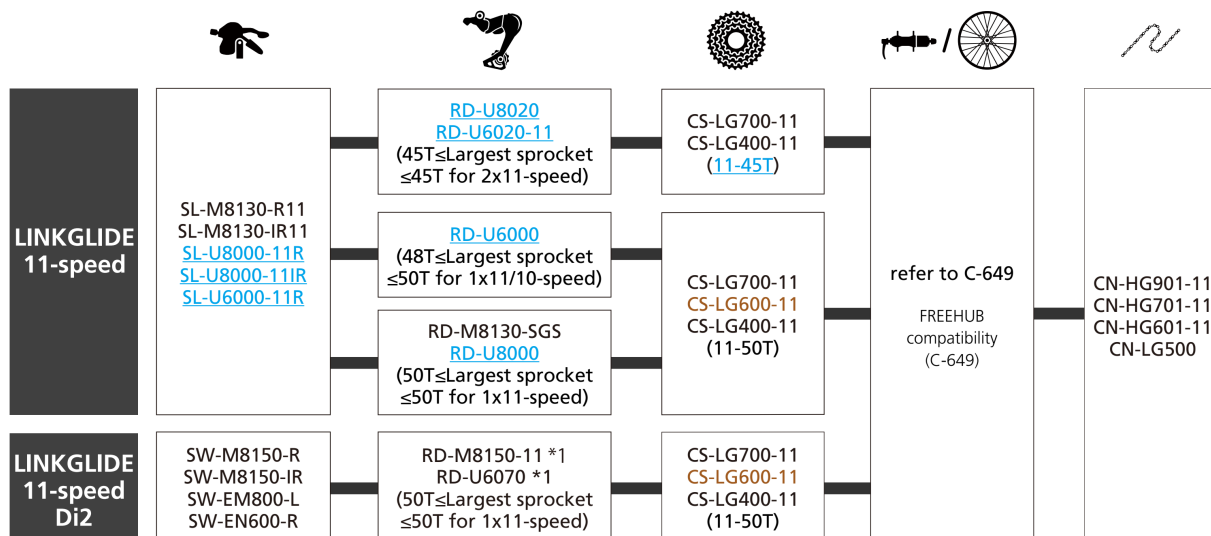 /
LINKGLIDE
11-speed
SL-M8130-R11
SL-M8130-IR11
SL-U8000-11R
SL-U8000-11IR
SL-U6000-11R
RD-U8020
RD-U6020-11
(45T≤Largest sprocket
≤45T for 2x11-speed)
CS-LG700-11
CS-LG400-11
(11-45T)
RD-U6000
(48T≤Largest sprocket
≤50T for 1x11/10-speed)
RD-M8130-SGS
RD-U8000
(50T≤Largest sprocket
≤50T for 1x11-speed)
CS-LG700-11
CS-LG600-11
CS-LG400-11
(11-50T)
refer to C-649
FREEHUB
compatibility
(C-649)
CN-HG901-11
CN-HG701-11
CN-HG601-11
CN-LG500
LINKGLIDE
11-speed
Di2
SW-M8150-R
SW-M8150-IR
SW-EM800-L
SW-EN600-R
RD-M8150-11 *1
RD-U6070 *1
(50T≤Largest sprocket
≤50T for 1x11-speed)
CS-LG700-11
CS-LG600-11
CS-LG400-11
(11-50T)